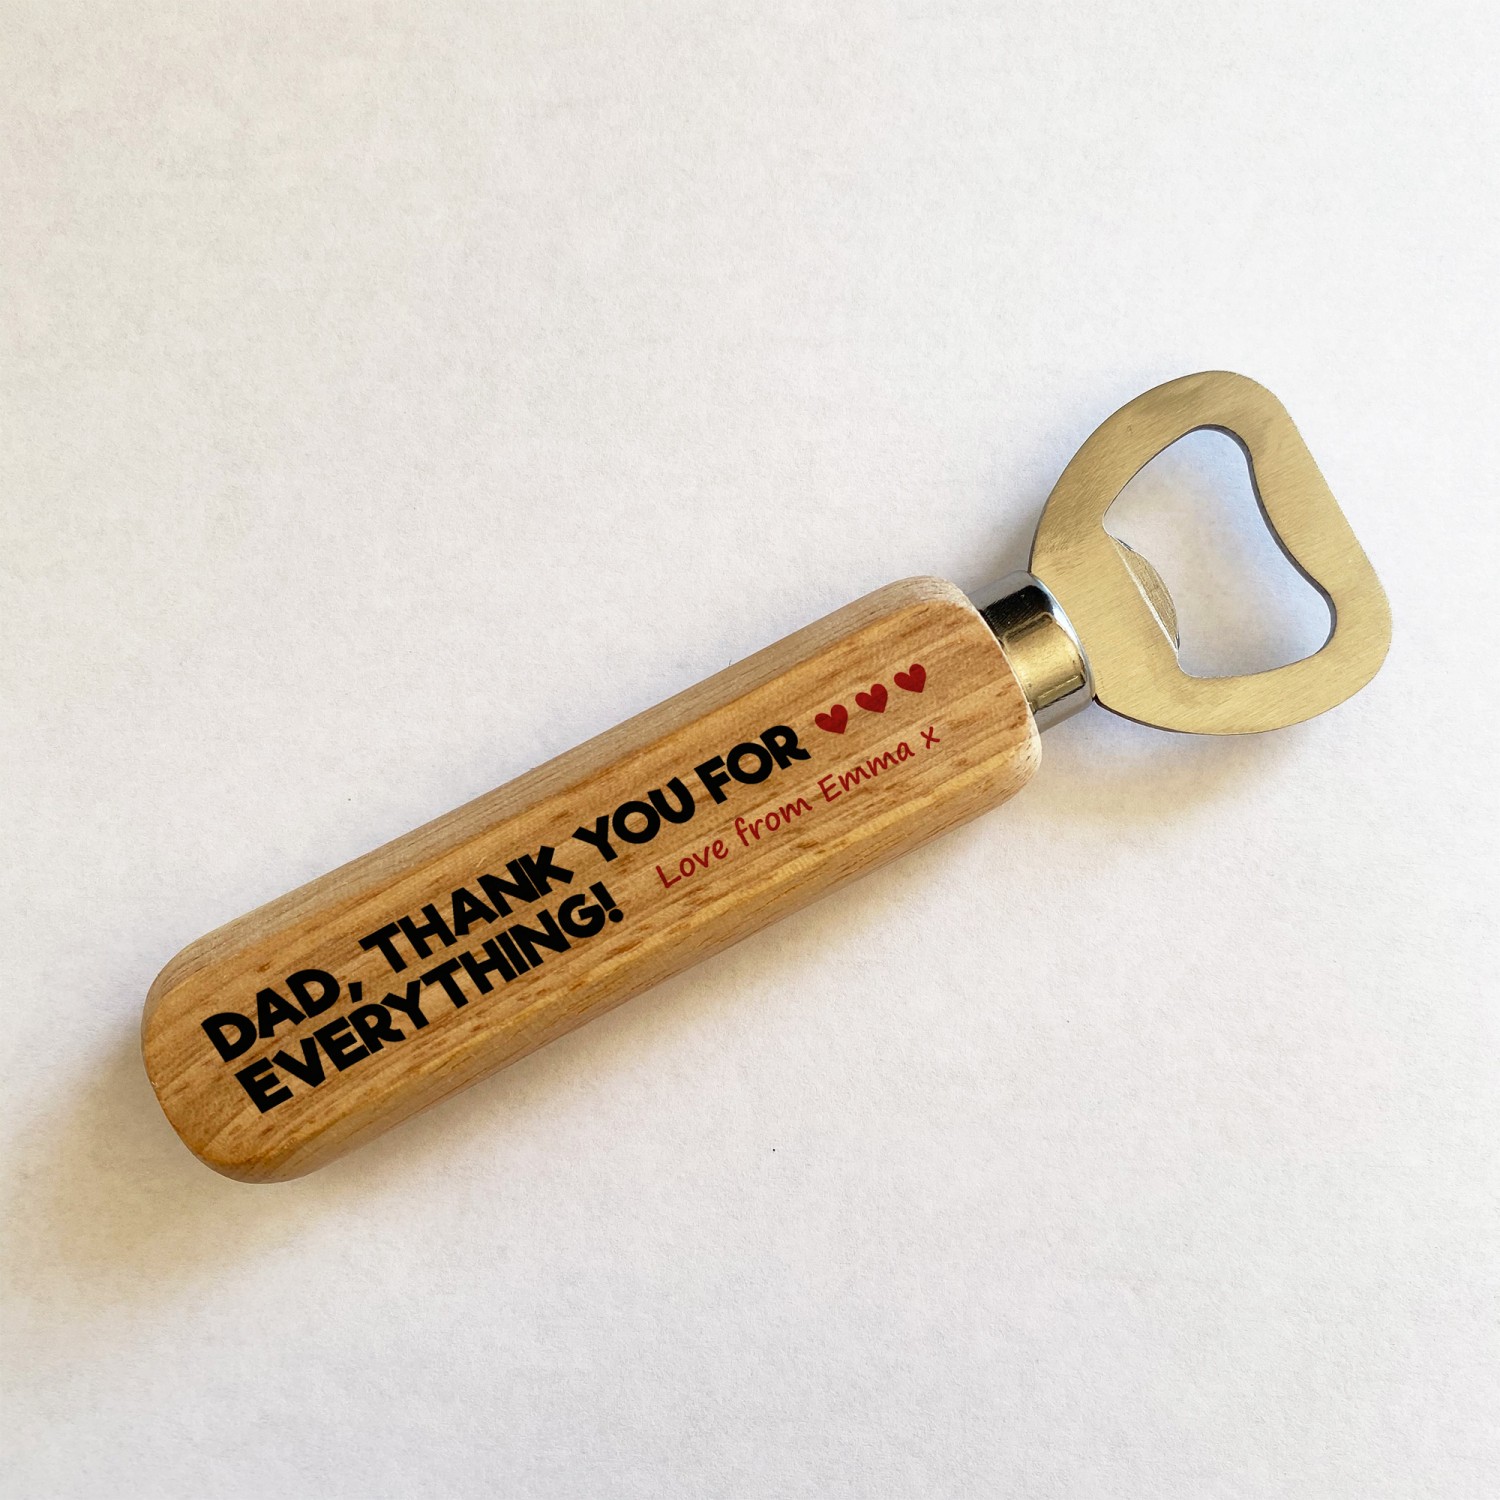 DAD, THANK YOU FOR
EVERYTHING!
Love from Emma x